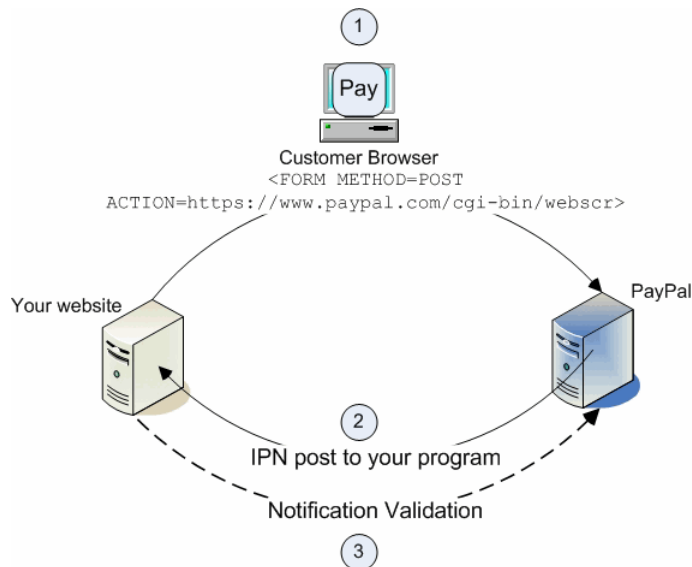 1
Pay
Customer Browser
<FORM METHOD=POST
ACTION=https://www.paypal.com/cgi-bin/webscr>
Your website
PayPal
2
IPN post to your program
Notification Validation
3